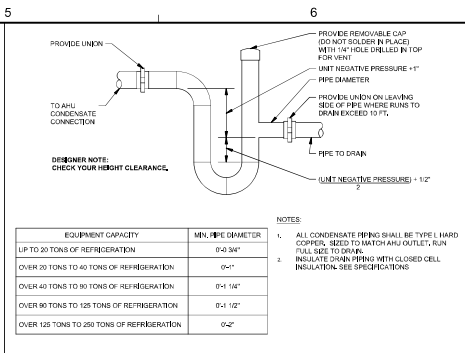 5
6
PROVIDE UNION
PROVIDE REMOVABLE CAP
(DO NOT SOLDER IN PLACE)
WITH 1/4" HOLE DRILLED IN TOP
FOR VENT
UNIT NEGATIVE PRESSURE +1"
PIPE DIAMETER
PROVIDE UNION ON LEAVING
SIDE OF PIPE WHERE RUNS TO
DRAIN EXCEED 10 FT.
TO AHU
CONDENSATE
CONNECTION
PIPE TO DRAIN
DESIGNER NOTE:
CHECK YOUR HEIGHT CLEARANCE.
(UNIT NEGATIVE PRESSURE) + 1/2"
2
EQUIPMENT CAPACITY MIN. PIPE DIAMETER
UP TO 20 TONS OF REFRIGERATION 0'-0 3/4"
OVER 20 TONS TO 40 TONS OF REFRIGERATION 0'-1"
OVER 40 TONS TO 90 TONS OF REFRIGERATION 0'-1 1/4"
OVER 90 TONS TO 125 TONS OF REFRIGERATION 0'-1 1/2"
OVER 125 TONS TO 250 TONS OF REFRIGERATION 0'-2"
NOTES:
1. ALL CONDENSATE PIPING SHALL BE TYPE L HARD
COPPER, SIZED TO MATCH AHU OUTLET, RUN
FULL SIZE TO DRAIN.
2. INSULATE DRAIN PIPING WITH CLOSED CELL
INSULATION. SEE SPECIFICATIONS